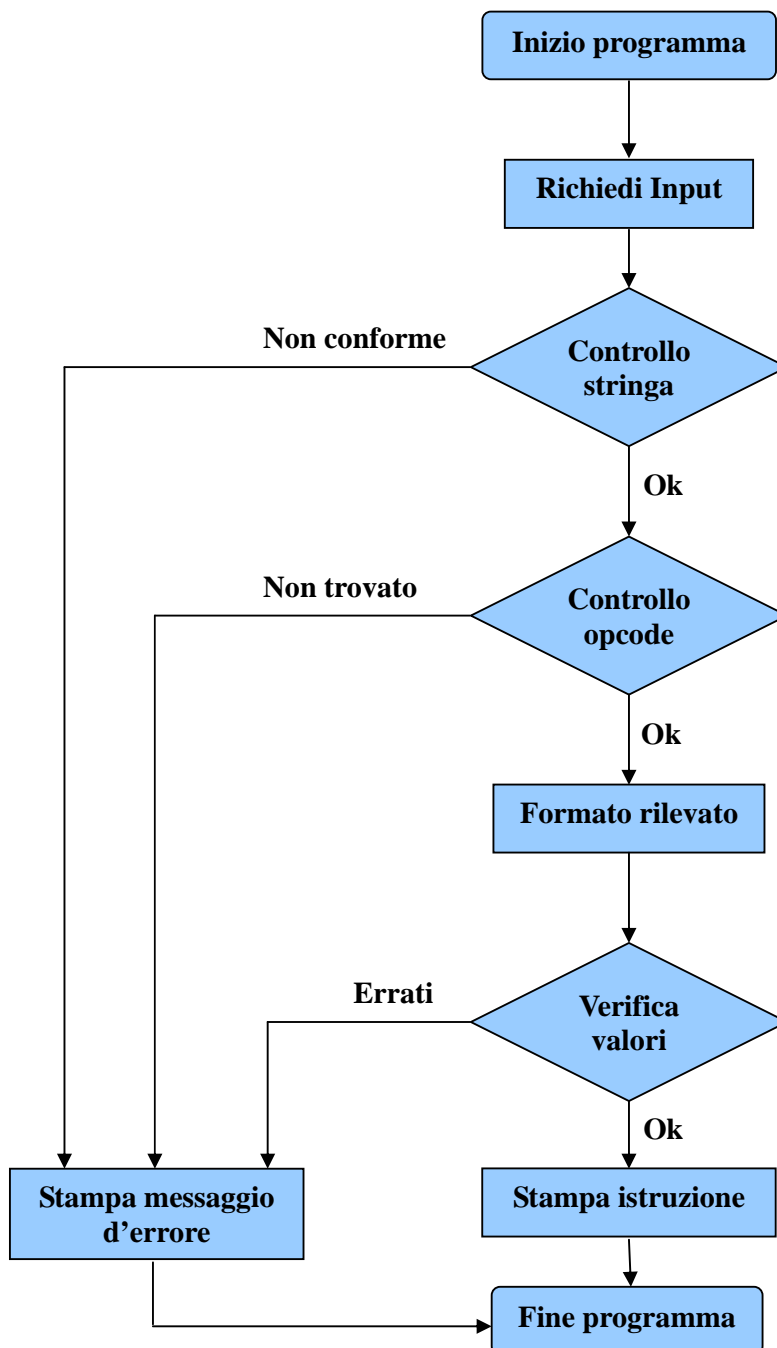 Inizio programma
Richiedi Input
Non conforme
Controllo
stringa
Ok
Non trovato
Controllo
opcode
Ok
Formato rilevato
Errati
Verifica
valori
Ok
Stampa messaggio
d’errore
Stampa istruzione
Fine programma